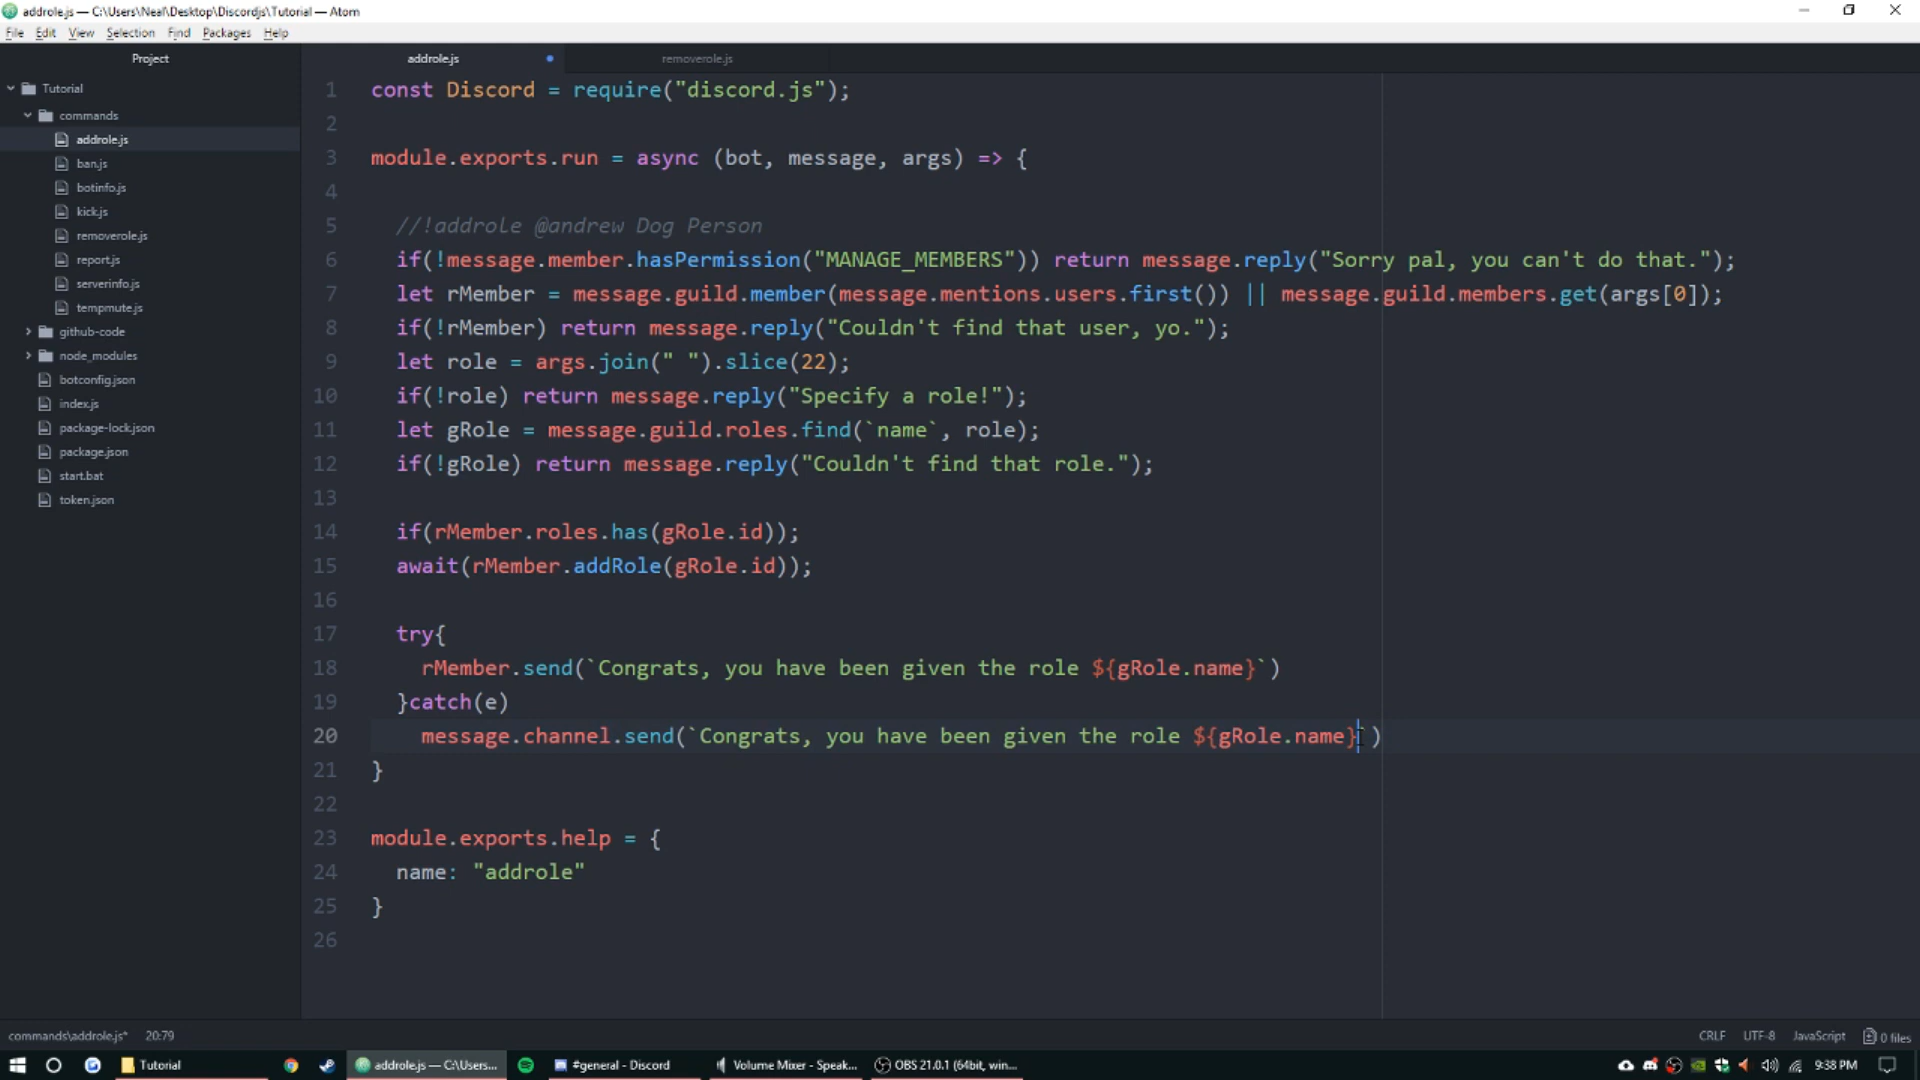 addrole.js — C:\Users\Neal\Desktop\Discordjs\Tutorial — Atom
File Edit View Selection Find Packages Help
Project
addrole.js
removerole.js
Tutorial
commands
addrole.js
ban.js
botinfo.js
kick.js
removerole.js
report.js
serverinfo.js
tempmute.js
github-code
node_modules
botconfig.json
index.js
package-lock.json
package.json
start.bat
token.json
1 const Discord = require("discord.js");
2
3 module.exports.run = async (bot, message, args) => {
4
5 //!addrole @andrew Dog Person
6 if(!message.member.hasPermission("MANAGE_MEMBERS")) return message.reply("Sorry pal, you can't do that.");
7 let rMember = message.guild.member(message.mentions.users.first()) || message.guild.members.get(args[0]);
8 if(!rMember) return message.reply("Couldn't find that user, yo.");
9 let role = args.join(" ").slice(22);
10 if(!role) return message.reply("Specify a role!");
11 let gRole = message.guild.roles.find(`name`, role);
12 if(!gRole) return message.reply("Couldn't find that role.");
13
14 if(rMember.roles.has(gRole.id));
15 await(rMember.addRole(gRole.id));
16
17 try{
18 rMember.send(`Congrats, you have been given the role ${gRole.name}`)
19 }catch(e)
20 message.channel.send(`Congrats, you have been given the role ${gRole.name}`)
21 }
22
23 module.exports.help = {
24 name: "addrole"
25 }
26
commands\addrole.js* 20:79
CRLF UTF-8 JavaScript 0 files
Tutorial
addrole.js — C:\Users...
#general - Discord
Volume Mixer - Speak...
OBS 21.0.1 (64bit, win...
9:38 PM